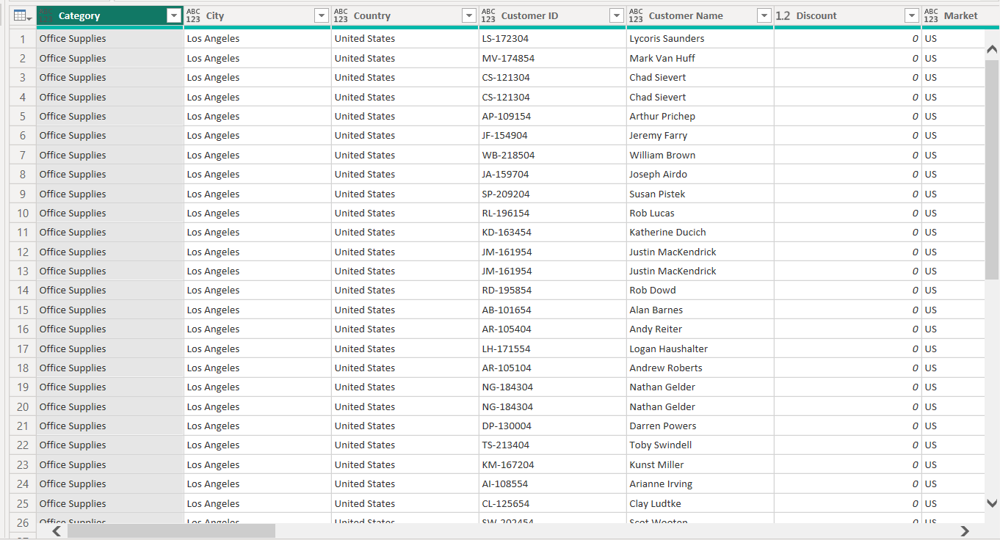 ABC 123 Category ABC 123 City ABC 123 Country ABC 123 Customer ID ABC 123 Customer Name 1.2 Discount ABC 123 Market
1 Office Supplies Los Angeles United States LS-172304 Lycoris Saunders 0 US
2 Office Supplies Los Angeles United States MV-174854 Mark Van Huff 0 US
3 Office Supplies Los Angeles United States CS-121304 Chad Sievert 0 US
4 Office Supplies Los Angeles United States CS-121304 Chad Sievert 0 US
5 Office Supplies Los Angeles United States AP-109154 Arthur Prichep 0 US
6 Office Supplies Los Angeles United States JF-154904 Jeremy Farry 0 US
7 Office Supplies Los Angeles United States WB-218504 William Brown 0 US
8 Office Supplies Los Angeles United States JA-159704 Joseph Airdo 0 US
9 Office Supplies Los Angeles United States SP-209204 Susan Pistek 0 US
10 Office Supplies Los Angeles United States RL-196154 Rob Lucas 0 US
11 Office Supplies Los Angeles United States KD-163454 Katherine Ducich 0 US
12 Office Supplies Los Angeles United States JM-161954 Justin MacKendrick 0 US
13 Office Supplies Los Angeles United States JM-161954 Justin MacKendrick 0 US
14 Office Supplies Los Angeles United States RD-195854 Rob Dowd 0 US
15 Office Supplies Los Angeles United States AB-101654 Alan Barnes 0 US
16 Office Supplies Los Angeles United States AR-105404 Andy Reiter 0 US
17 Office Supplies Los Angeles United States LH-171554 Logan Haushalter 0 US
18 Office Supplies Los Angeles United States AR-105104 Andrew Roberts 0 US
19 Office Supplies Los Angeles United States NG-184304 Nathan Gelder 0 US
20 Office Supplies Los Angeles United States NG-184304 Nathan Gelder 0 US
21 Office Supplies Los Angeles United States DP-130004 Darren Powers 0 US
22 Office Supplies Los Angeles United States TS-213404 Toby Swindell 0 US
23 Office Supplies Los Angeles United States KM-167204 Kunst Miller 0 US
24 Office Supplies Los Angeles United States AI-108554 Arianne Irving 0 US
25 Office Supplies Los Angeles United States CL-125654 Clay Ludtke 0 US
26 Office Supplies Los Angeles United States SW-202454 Scot Wooten 0 US